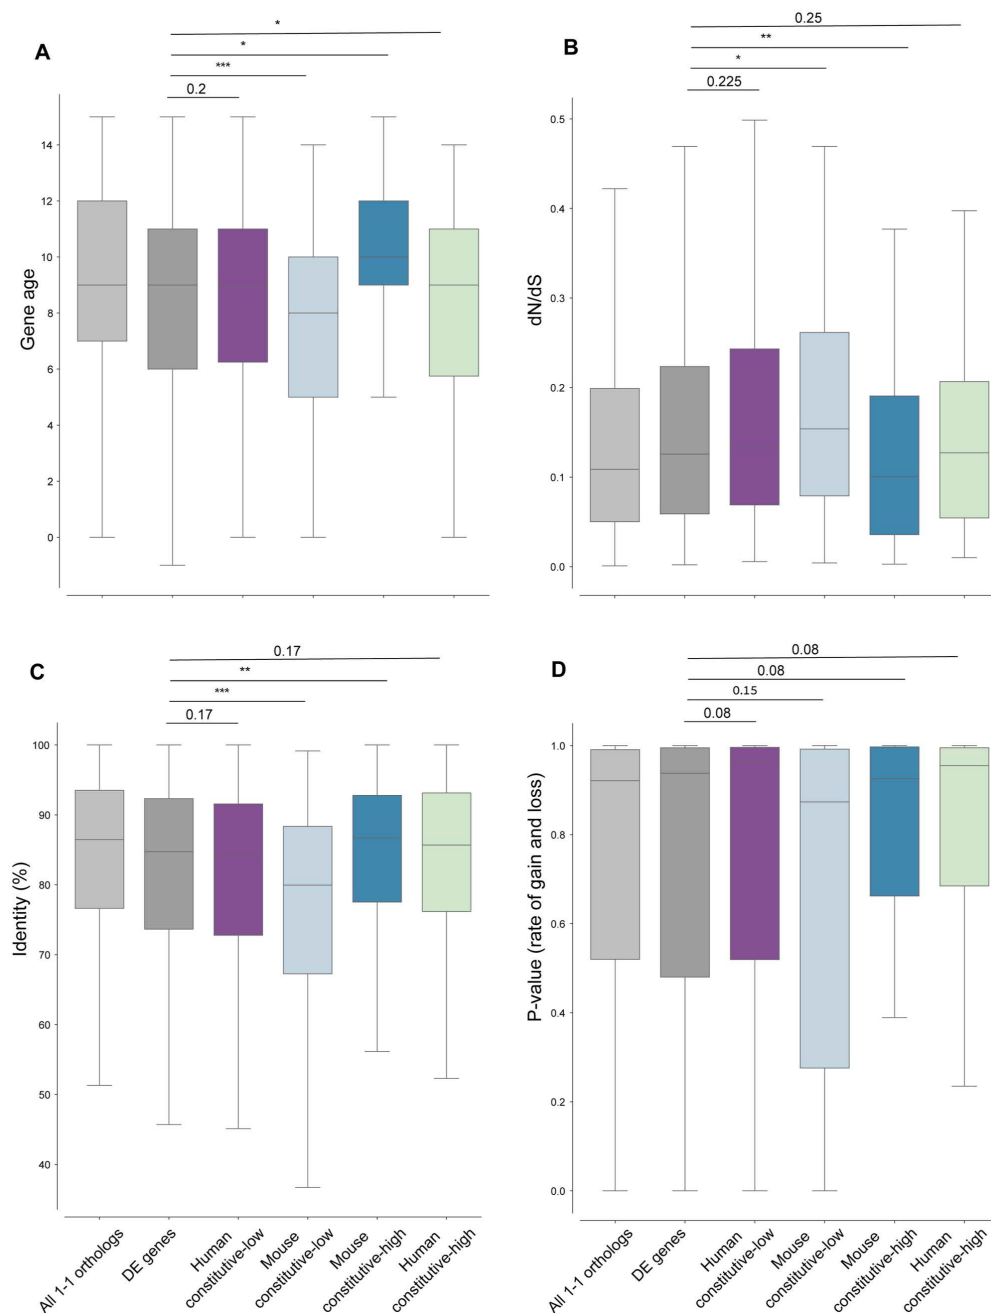 A
*
*
***
0.2
Gene age
14
12
10
8
6
4
2
0
B
0.25
**
*
0.225
dN/dS
0.5
0.4
0.3
0.2
0.1
0.0
C
0.17
**
***
0.17
Identity (%)
100
90
80
70
60
50
40
All 1-1 orthologs
DE genes
Human
constitutive-low
Mouse
constitutive-low
Mouse
constitutive-high
Human
constitutive-high
D
0.08
0.08
0.15
0.08
P-value (rate of gain and loss)
1.0
0.8
0.6
0.4
0.2
0.0
All 1-1 orthologs
DE genes
Human
constitutive-low
Mouse
constitutive-low
Mouse
constitutive-high
Human
constitutive-high